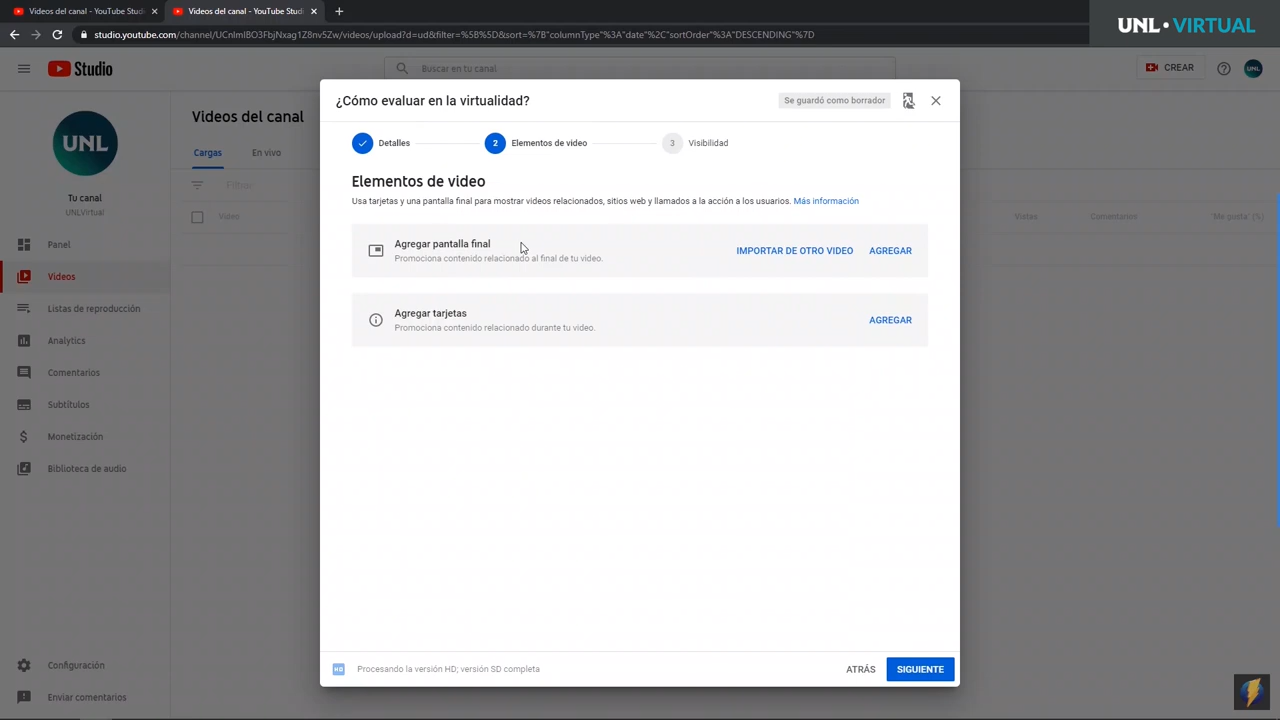 Videos del canal - YouTube Studi
Videos del canal - YouTube Studi
UNL • VIRTUAL
studio.youtube.com/channel/UCnlmIBO3FbjNxag1Z8nv5Zw/videos/upload?d=ud&filter=%5B%5D&sort=%7B"columnType"%3A"date"%2C"sortOrder"%3A"DESCENDING"%7D
Studio
Buscar en tu canal
CREAR
UNL
UNL
Tu canal
UNLVirtual
Panel
Videos
Listas de reproducción
Analytics
Comentarios
Subtítulos
Monetización
Biblioteca de audio
Configuración
Enviar comentarios
Videos del canal
Cargas
En vivo
Filtrar
Video
Vistas
Comentarios
"Me gusta" (%)
¿Cómo evaluar en la virtualidad?
Se guardó como borrador
Detalles
2
Elementos de video
3
Visibilidad
Elementos de video
Usa tarjetas y una pantalla final para mostrar videos relacionados, sitios web y llamados a la acción a los usuarios. Más información
Agregar pantalla final
Promociona contenido relacionado al final de tu video.
IMPORTAR DE OTRO VIDEO
AGREGAR
Agregar tarjetas
Promociona contenido relacionado durante tu video.
AGREGAR
HD
Procesando la versión HD; versión SD completa
ATRÁS
SIGUIENTE